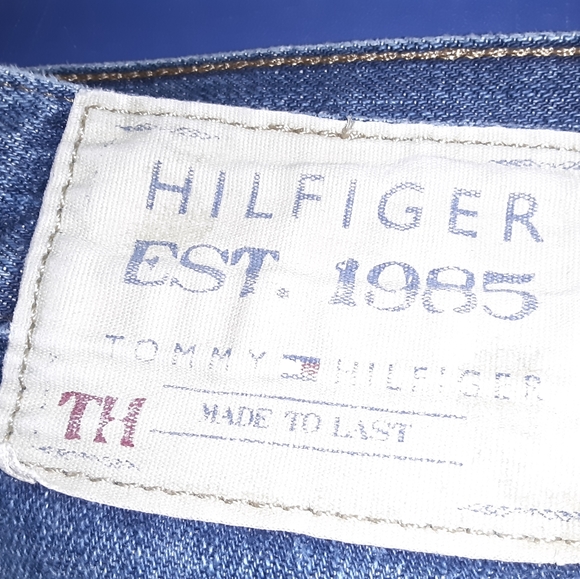 HILFIGER
EST. 1985
TOMMY HILFIGER
TH MADE TO LAST